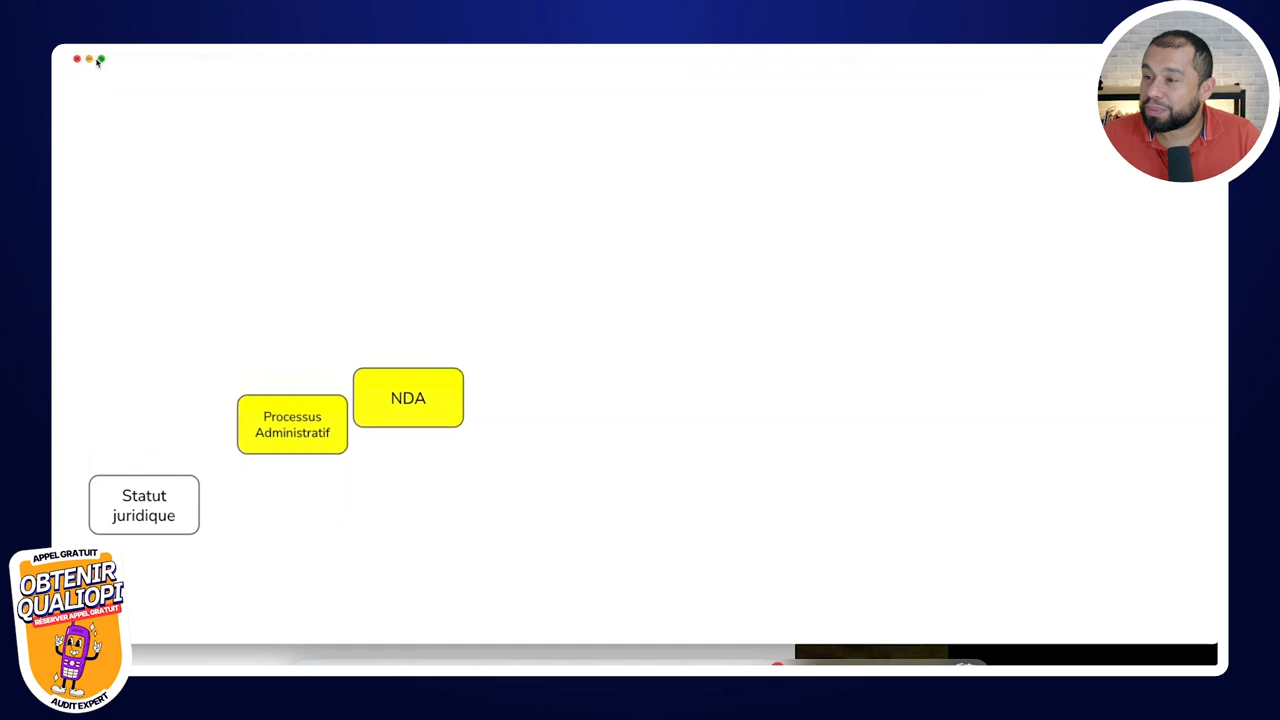 NDA
Processus
Administratif
Statut
juridique
APPEL GRATUIT
OBTENIR
QUALIOPI
RÉSERVER APPEL GRATUIT
AUDIT EXPERT